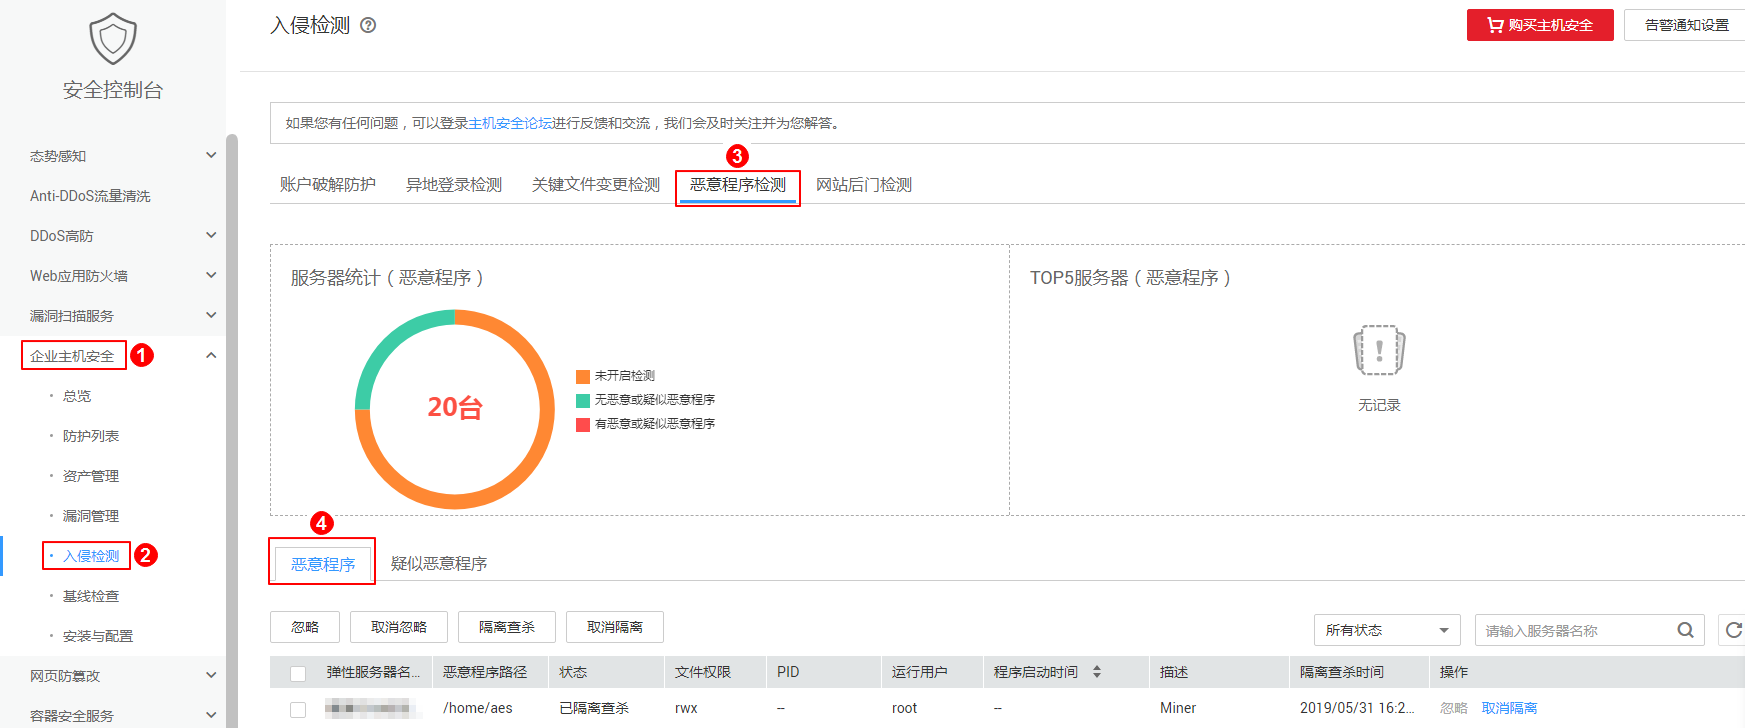 安全控制台
态势感知
Anti-DDoS流量清洗
DDoS高防
Web应用防火墙
漏洞扫描服务
企业主机安全 1
· 总览
· 防护列表
· 资产管理
· 漏洞管理
· 入侵检测 2
· 基线检查
· 安装与配置
网页防篡改
容器安全服务
入侵检测 ?
购买主机安全 告警通知设置
如果您有任何问题，可以登录主机安全论坛进行反馈和交流，我们会及时关注并为您解答。
3
账户破解防护 异地登录检测 关键文件变更检测 恶意程序检测 网站后门检测
服务器统计（恶意程序）
20台
未开启检测
无恶意或疑似恶意程序
有恶意或疑似恶意程序
TOP5服务器（恶意程序）
无记录
4
恶意程序 疑似恶意程序
忽略 取消忽略 隔离查杀 取消隔离 所有状态 请输入服务器名称
弹性服务器名... 恶意程序路径 状态 文件权限 PID 运行用户 程序启动时间 描述 隔离查杀时间 操作
/home/aes 已隔离查杀 rwx -- root -- Miner 2019/05/31 16:2... 忽略 取消隔离